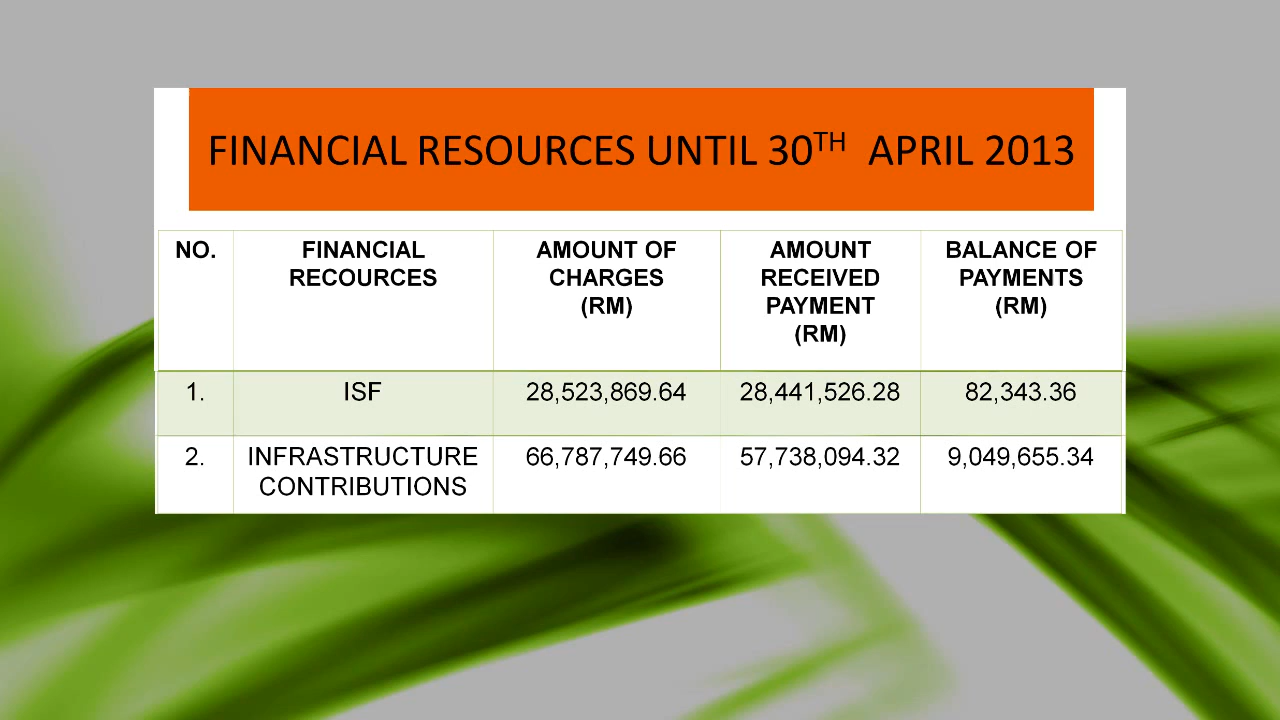 FINANCIAL RESOURCES UNTIL 30TH APRIL 2013
NO.
FINANCIAL
RECOURCES
AMOUNT OF
CHARGES
(RM)
AMOUNT
RECEIVED
PAYMENT
(RM)
BALANCE OF
PAYMENTS
(RM)
1. ISF 28,523,869.64 28,441,526.28 82,343.36
2. INFRASTRUCTURE 66,787,749.66 57,738,094.32 9,049,655.34
CONTRIBUTIONS